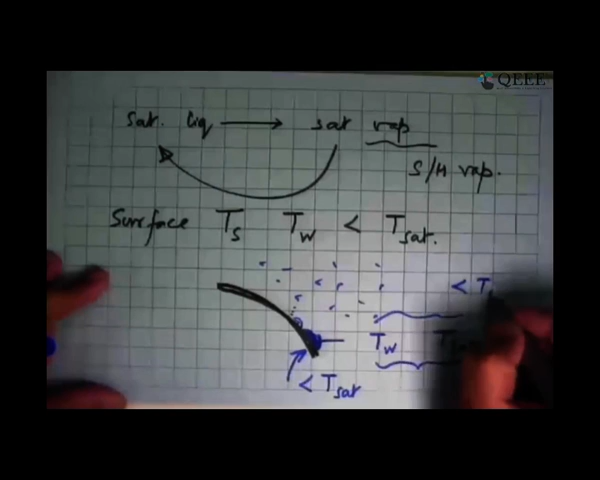 QEEE
Sat. liq → sat vap
S/H vap.
Surface Ts Tw < Tsat.
< T
Tw
< Tsat